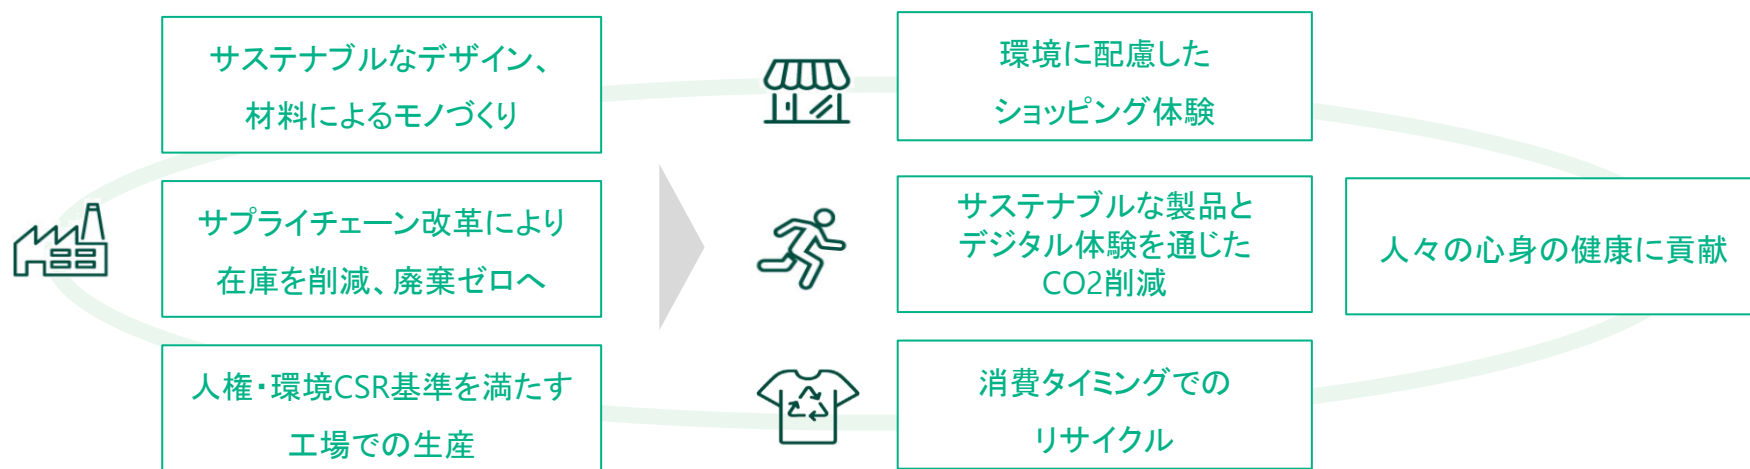 サステナブルなデザイン、
材料によるモノづくり
サプライチェーン改革により
在庫を削減、廃棄ゼロへ
人権・環境CSR基準を満たす
工場での生産
環境に配慮した
ショッピング体験
サステナブルな製品と
デジタル体験を通じた
CO2削減
消費タイミングでの
リサイクル
人々の心身の健康に貢献